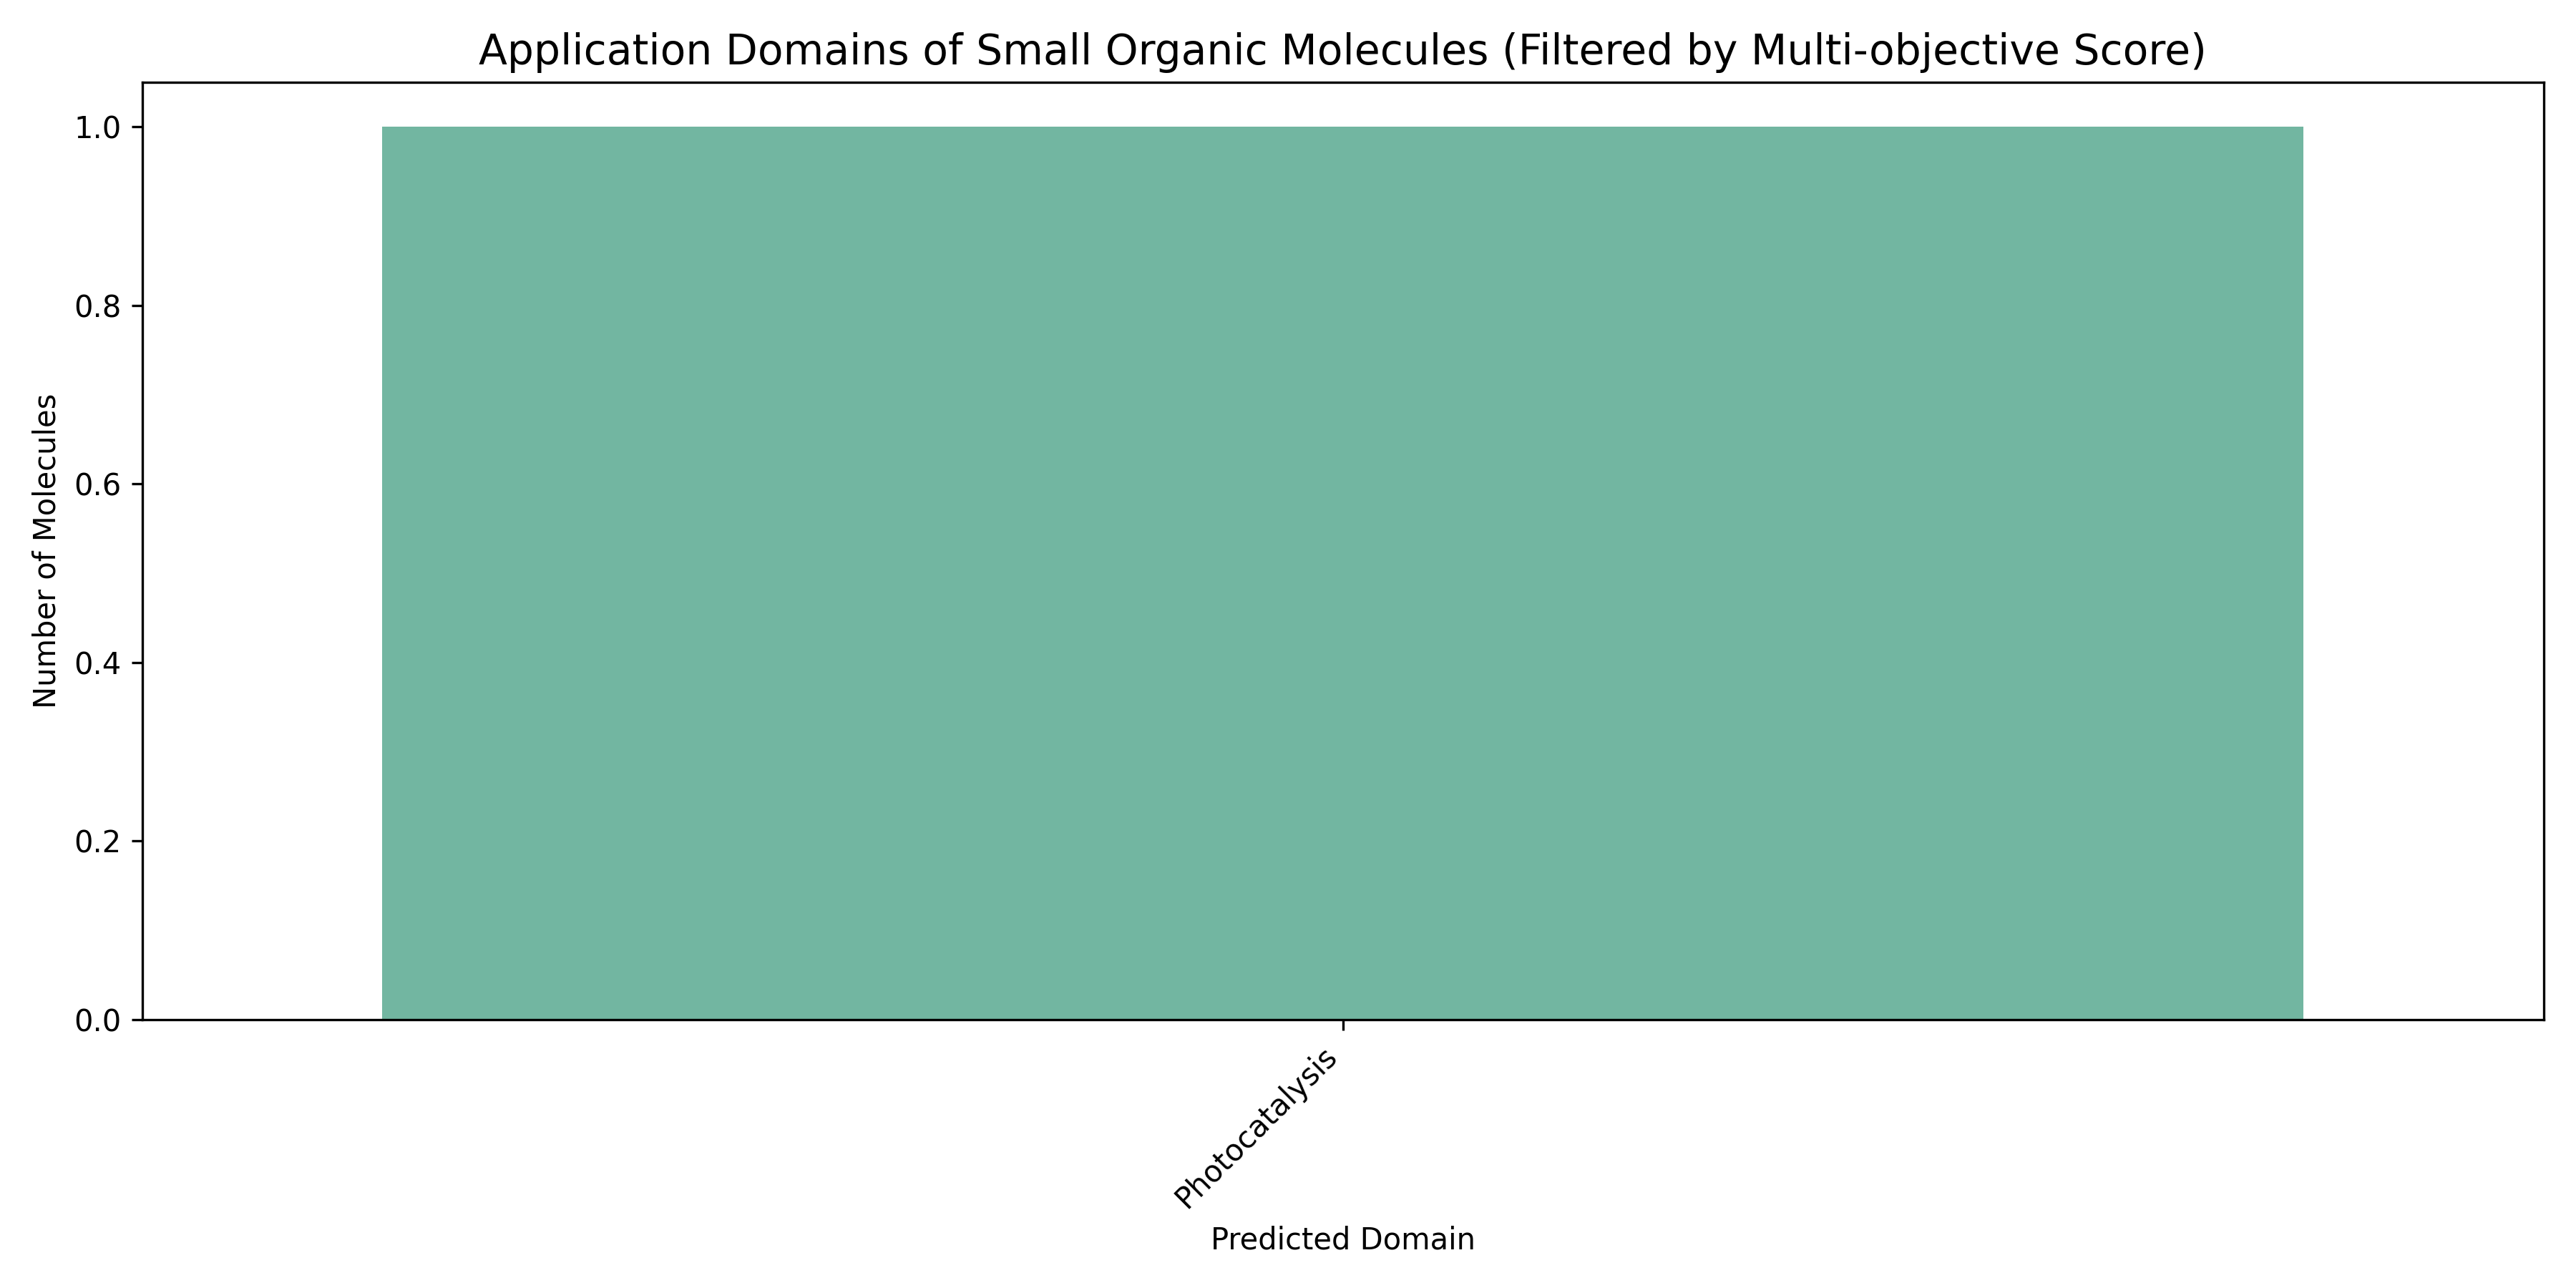 Application Domains of Small Organic Molecules (Filtered by Multi-objective Score)
1.0
0.8
0.6
0.4
0.2
0.0
Number of Molecules
Photocatalysis
Predicted Domain